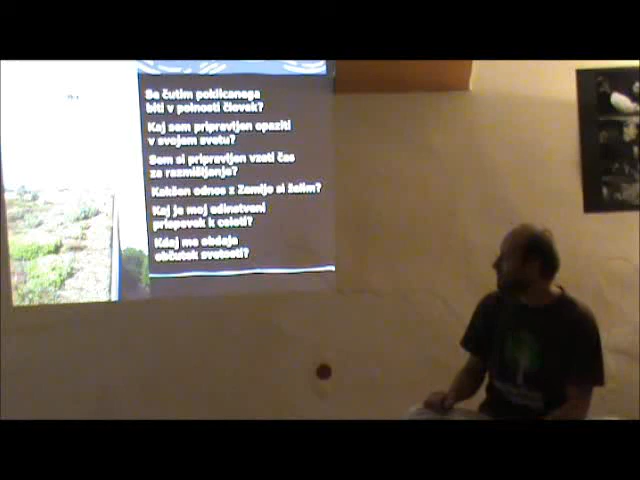 Se čutim poklicanega
biti v polnosti človek?
Kaj sem pripravljen opaziti
v svojem svetu?
Sem si pripravljen vzeti čas
za razmišljanje?
Kakšen odnos z Zemljo si želim?
Kaj je moj edinstveni
prispevek k celoti?
Kdaj me obdaja
občutek svetosti?